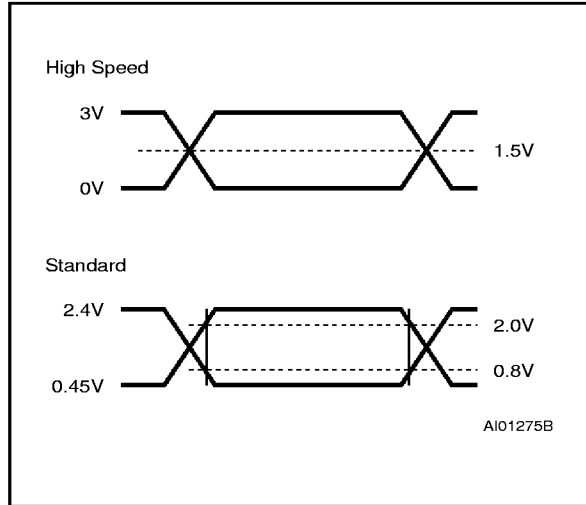 High Speed
3V
1.5V
0V
Standard
2.4V
2.0V
0.8V
0.45V
AI01275B